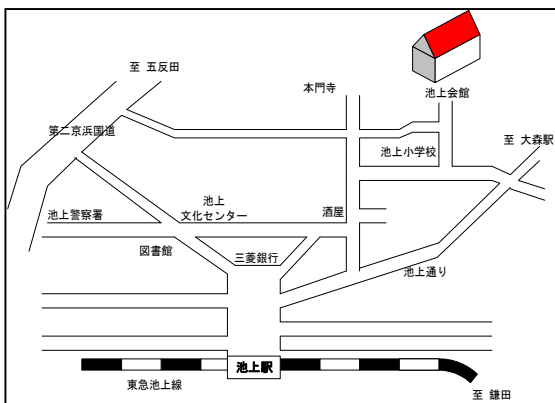 至 五反田
本門寺
池上会館
第二京浜国道
至 大森駅
池上小学校
池上
文化センター
酒屋
池上警察署
図書館
三菱銀行
池上通り
池上駅
東急池上線
至 鎌田